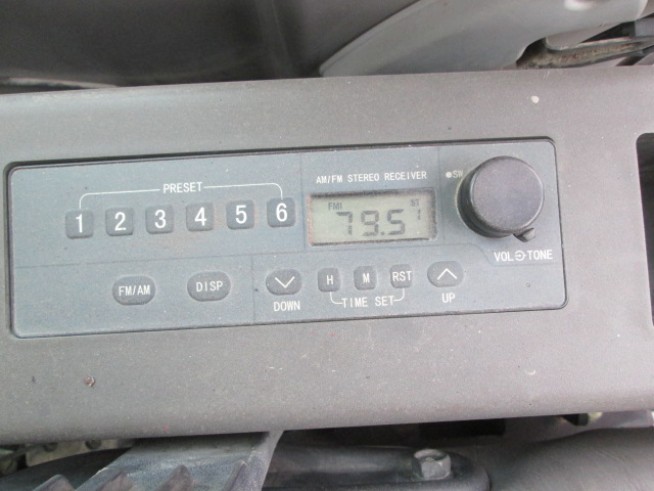 PRESET
1 2 3 4 5 6
AM/FM STEREO RECEIVER
FM1
ST
79.5
1
SW
VOL TONE
FM/AM
DISP
DOWN
H M RST
TIME SET
UP